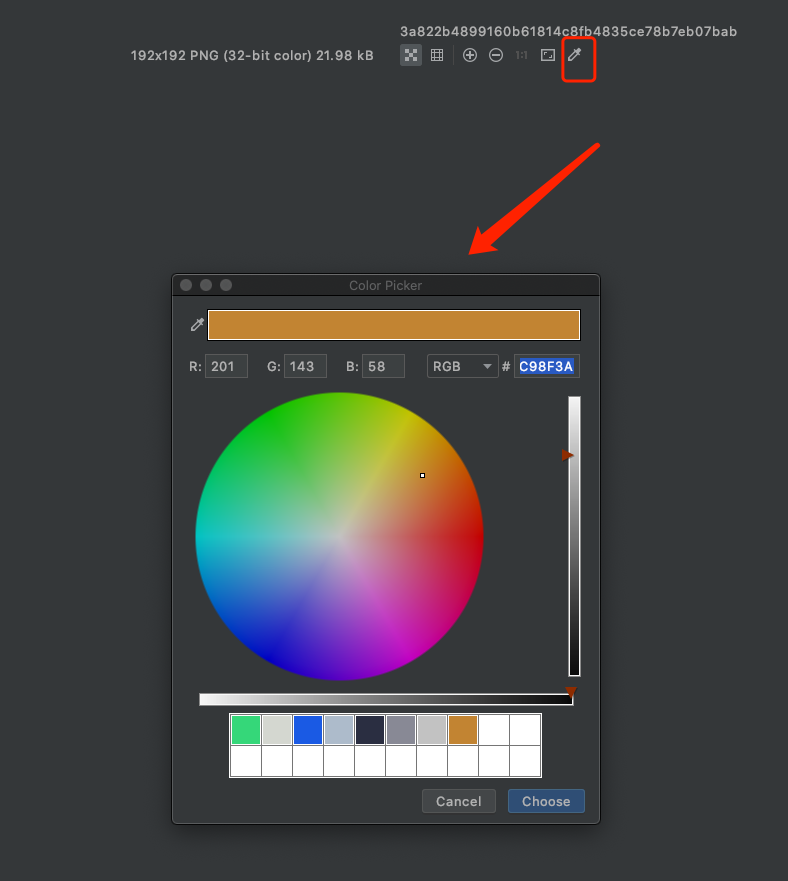 3a822b4899160b61814c8fb4835ce78b7eb07bab
192x192 PNG (32-bit color) 21.98 kB
1:1
Color Picker
R: 201 G: 143 B: 58 RGB # C98F3A
Cancel Choose